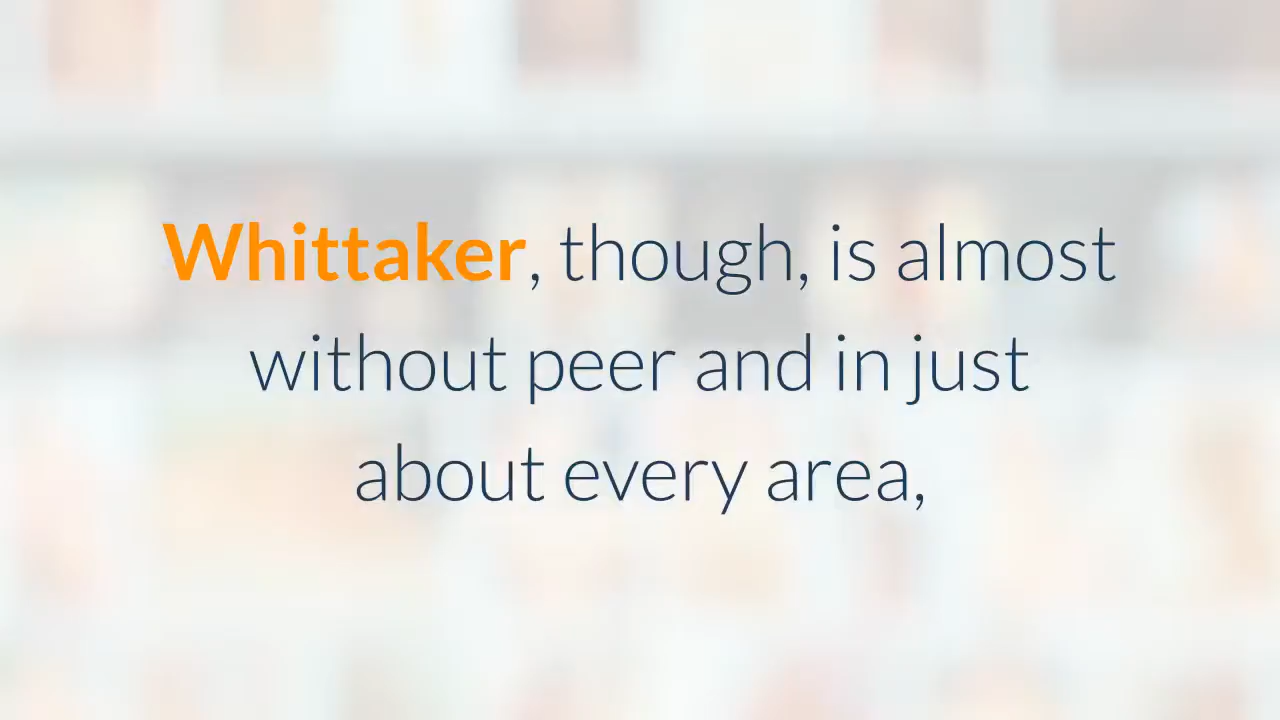 Whittaker, though, is almost
without peer and in just
about every area,